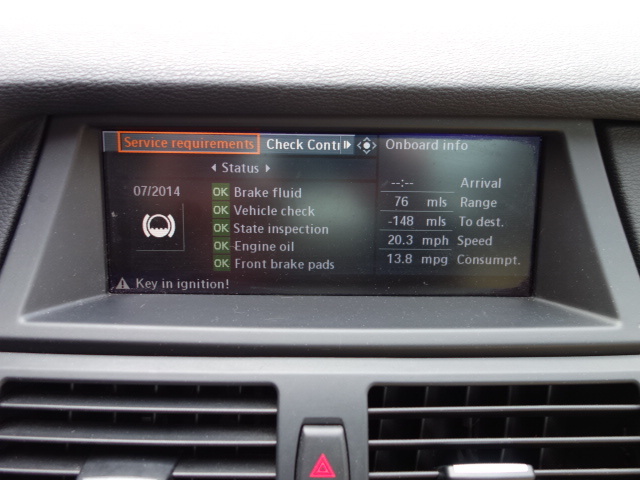 Service requirements Check Conti Onboard info
Status
07/2014
OK Brake fluid
OK Vehicle check
OK State inspection
OK Engine oil
OK Front brake pads
Key in ignition!
--:-- Arrival
76 mls Range
-148 mls To dest.
20.3 mph Speed
13.8 mpg Consumpt.